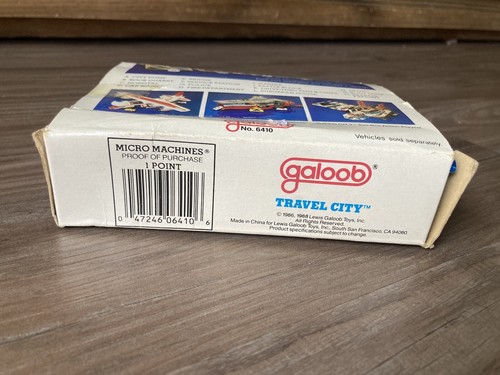 galoob
No. 6410
Vehicles sold separately
MICRO MACHINES®
PROOF OF PURCHASE
1 POINT
0 47246 06410 6
galoob®
TRAVEL CITY™
© 1986, 1988 Lewis Galoob Toys, Inc.
All Rights Reserved.
Made in China for Lewis Galoob Toys, Inc., South San Francisco, CA 94080
Product specifications subject to change.